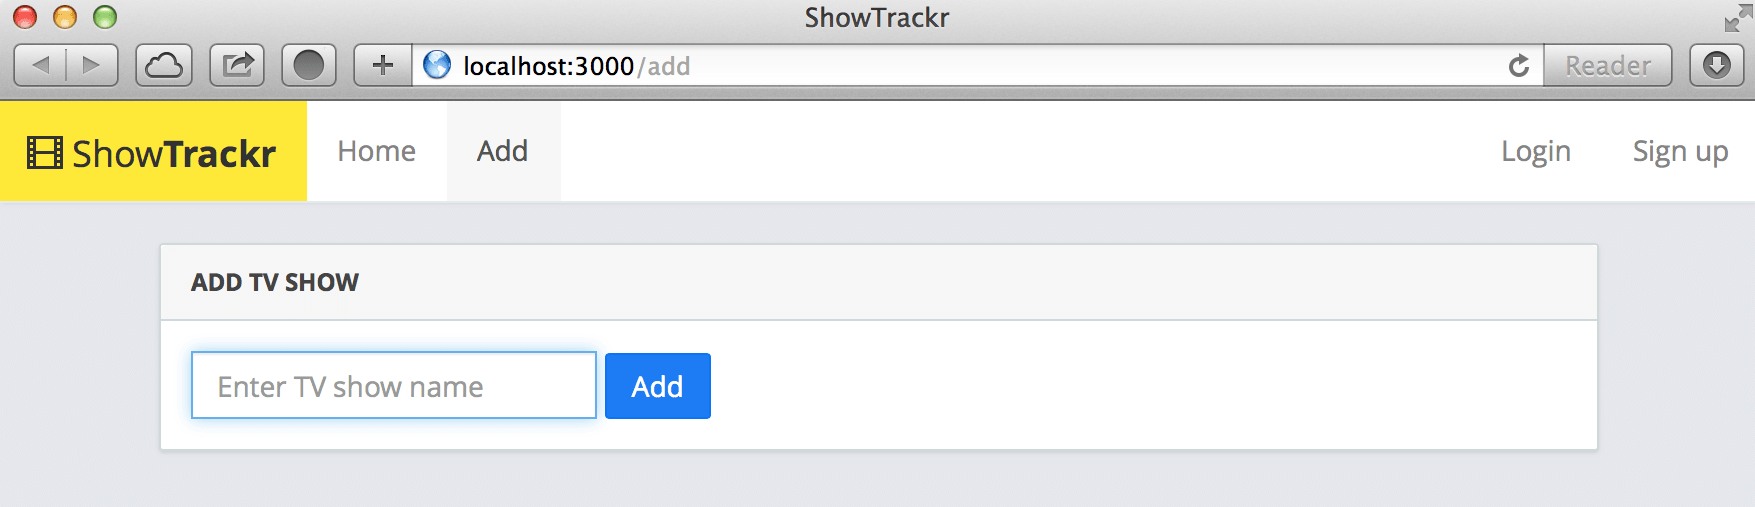 ShowTrackr
localhost:3000/add
Reader
ShowTrackr
Home
Add
Login
Sign up
ADD TV SHOW
Enter TV show name
Add